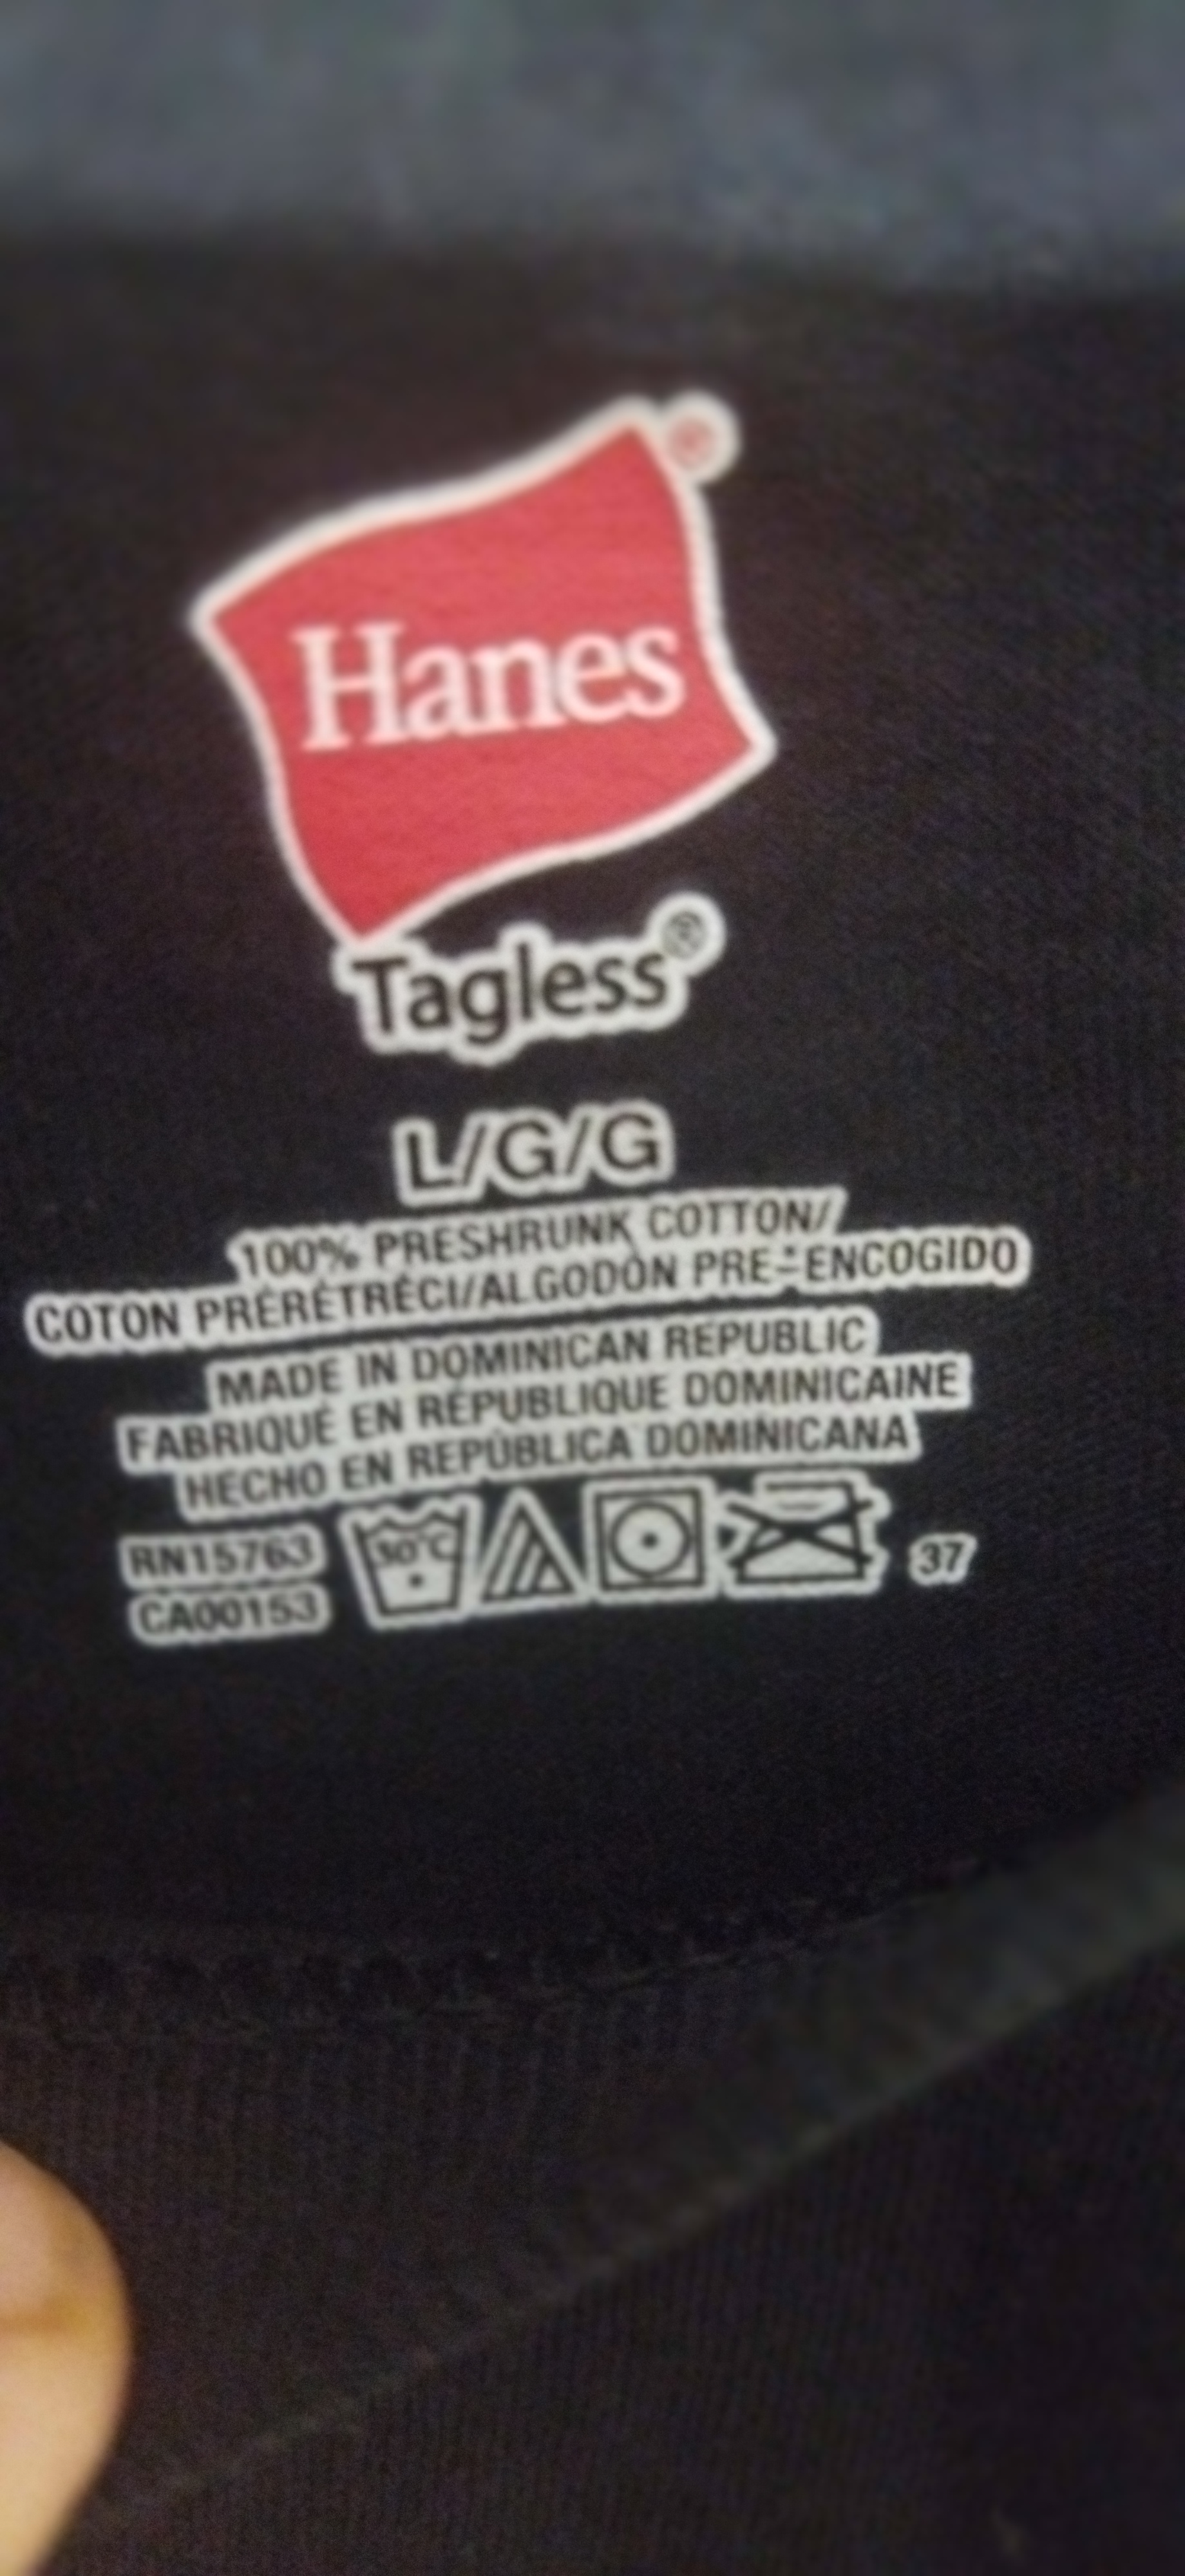 Hanes®
Tagless®
L/G/G
100% PRESHRUNK COTTON/
COTON PRÉRÉTRÉCI/ALGODÓN PRE-ENCOGIDO
MADE IN DOMINICAN REPUBLIC
FABRIQUÉ EN RÉPUBLIQUE DOMINICAINE
HECHO EN REPÚBLICA DOMINICANA
RN15763 30°C 37
CA00153